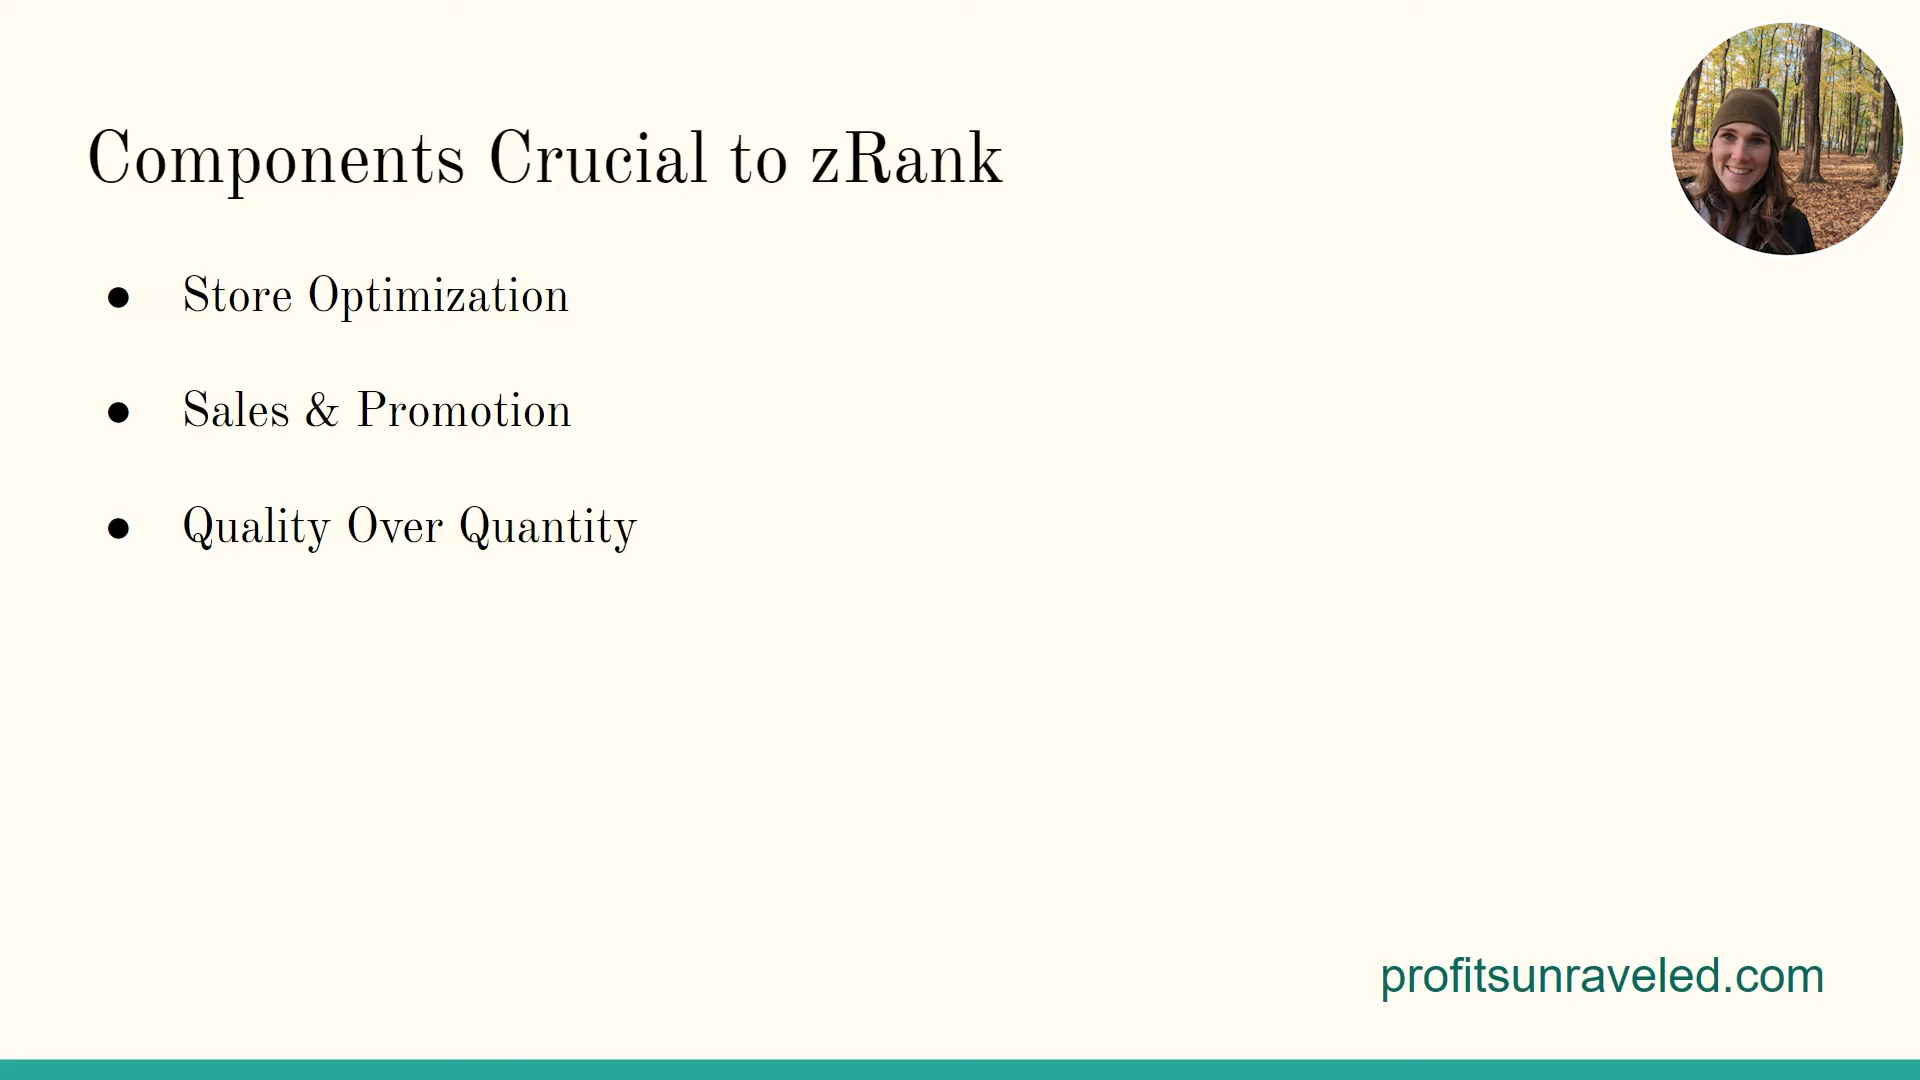 Components Crucial to zRank
● Store Optimization
● Sales & Promotion
● Quality Over Quantity
profitsunraveled.com